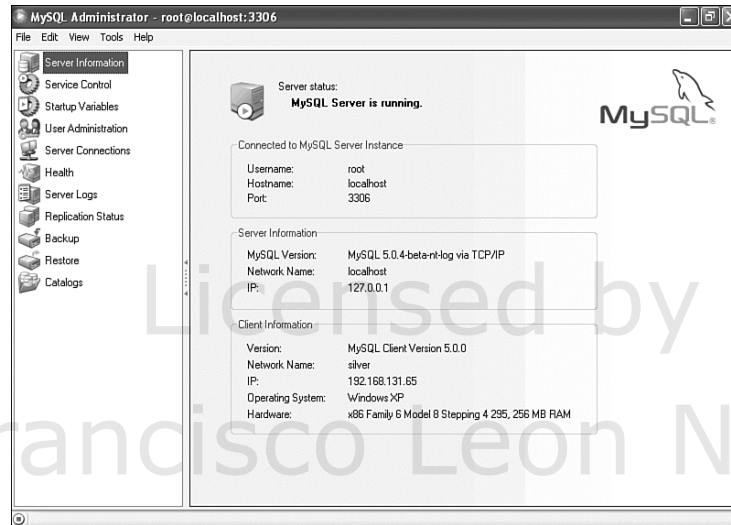 MySQL Administrator - root@localhost:3306
File Edit View Tools Help
Server Information
Service Control
Startup Variables
User Administration
Server Connections
Health
Server Logs
Replication Status
Backup
Restore
Catalogs
Server status:
MySQL Server is running.
MySQL®
Connected to MySQL Server Instance
Username: root
Hostname: localhost
Port: 3306
Server Information
MySQL Version: MySQL 5.0.4-beta-nt-log via TCP/IP
Network Name: localhost
IP: 127.0.0.1
Client Information
Version: MySQL Client Version 5.0.0
Network Name: silver
IP: 192.168.131.65
Operating System: Windows XP
Hardware: x86 Family 6 Model 8 Stepping 4 295, 256 MB RAM
Licensed by
rancisco Leon N